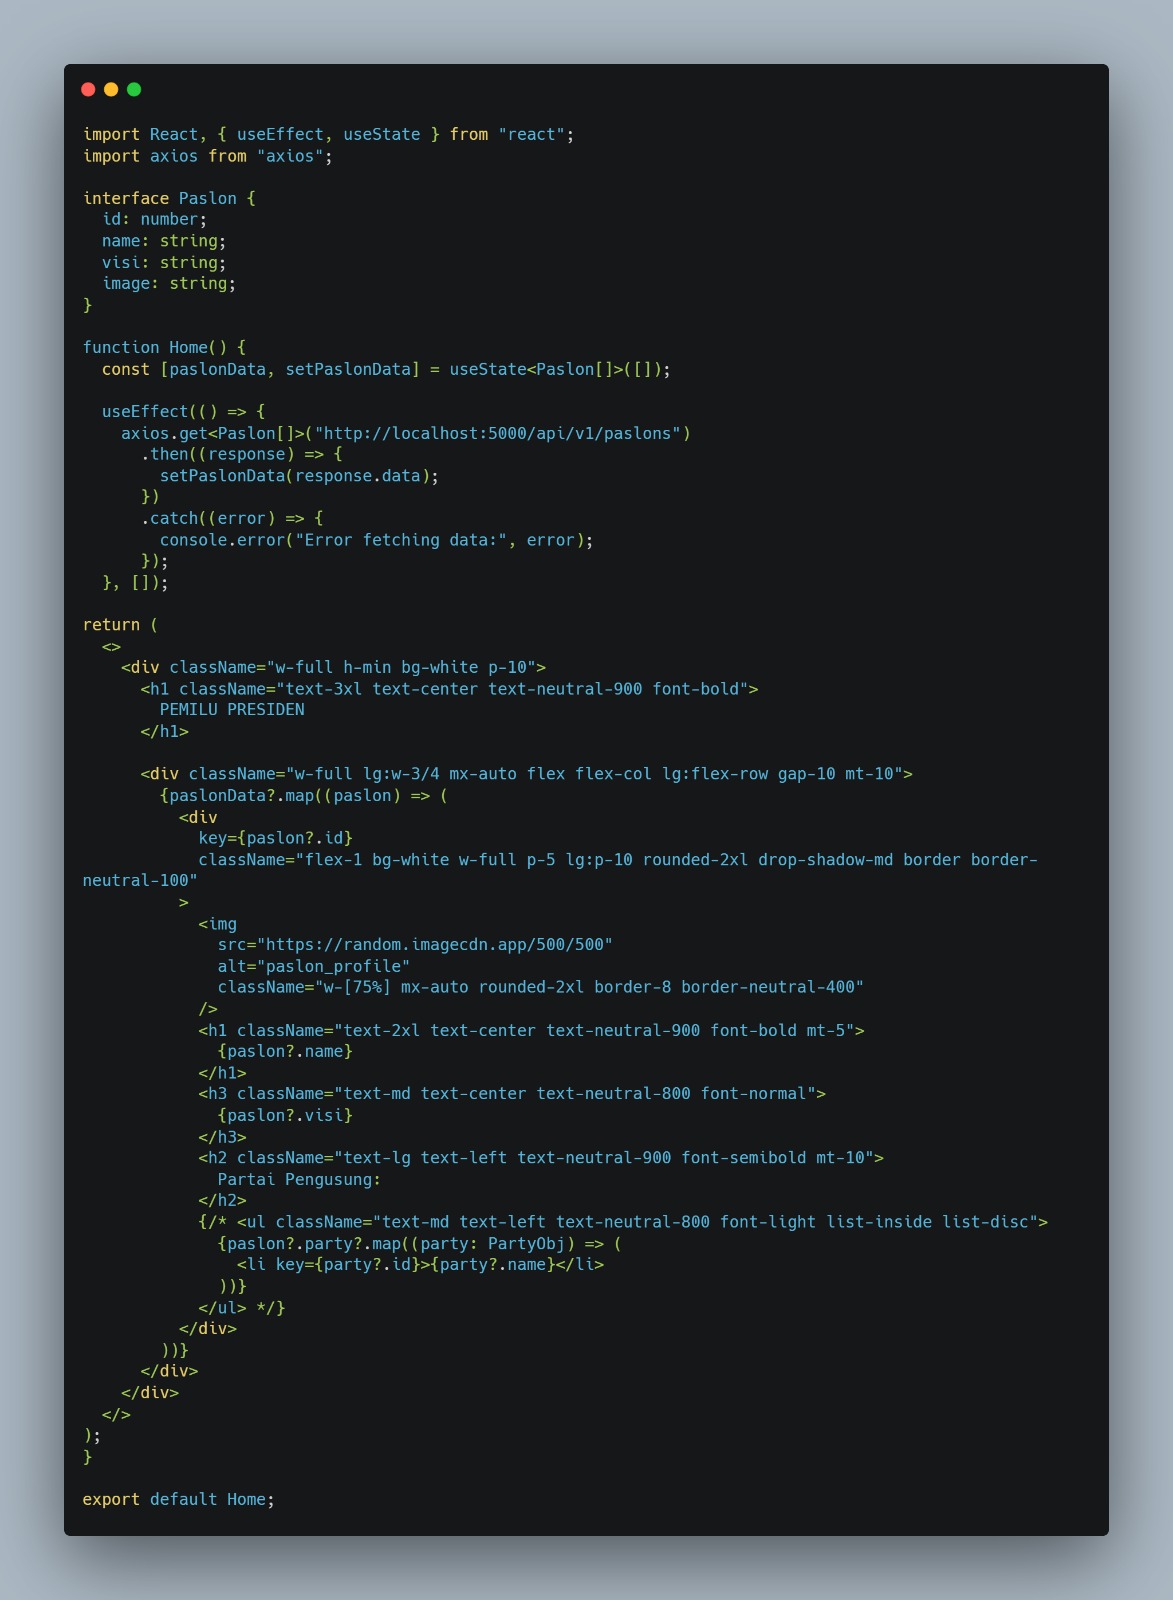 import React, { useEffect, useState } from "react";
import axios from "axios";

interface Paslon {
  id: number;
  name: string;
  visi: string;
  image: string;
}

function Home() {
  const [paslonData, setPaslonData] = useState<Paslon[]>([]);

  useEffect(() => {
    axios.get<Paslon[]>("http://localhost:5000/api/v1/paslons")
      .then((response) => {
        setPaslonData(response.data);
      })
      .catch((error) => {
        console.error("Error fetching data:", error);
      });
  }, []);

return (
  <>
    <div className="w-full h-min bg-white p-10">
      <h1 className="text-3xl text-center text-neutral-900 font-bold">
        PEMILU PRESIDEN
      </h1>

      <div className="w-full lg:w-3/4 mx-auto flex flex-col lg:flex-row gap-10 mt-10">
        {paslonData?.map((paslon) => (
          <div
            key={paslon?.id}
            className="flex-1 bg-white w-full p-5 lg:p-10 rounded-2xl drop-shadow-md border border-
neutral-100"
          >
            <img
              src="https://random.imagecdn.app/500/500"
              alt="paslon_profile"
              className="w-[75%] mx-auto rounded-2xl border-8 border-neutral-400"
            />
            <h1 className="text-2xl text-center text-neutral-900 font-bold mt-5">
              {paslon?.name}
            </h1>
            <h3 className="text-md text-center text-neutral-800 font-normal">
              {paslon?.visi}
            </h3>
            <h2 className="text-lg text-left text-neutral-900 font-semibold mt-10">
              Partai Pengusung:
            </h2>
            {/* <ul className="text-md text-left text-neutral-800 font-light list-inside list-disc">
              {paslon?.party?.map((party: PartyObj) => (
                <li key={party?.id}>{party?.name}</li>
              ))}
            </ul> */}
          </div>
        ))}
      </div>
    </div>
  </>
);
}

export default Home;